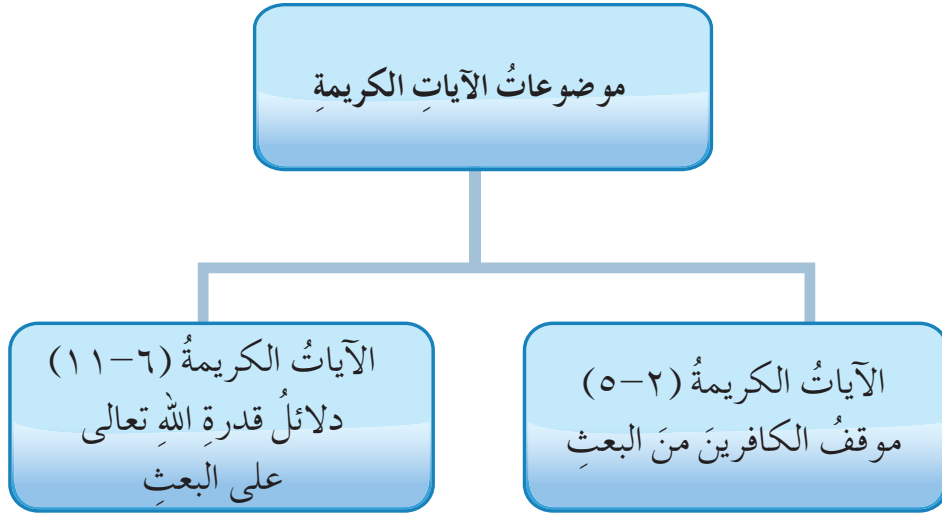 موضوعاتُ الآياتِ الكريمةِ
الآياتُ الكريمةُ (٢-٥)
موقفُ الكافرينَ منَ البعثِ
الآياتُ الكريمةُ (٦-١١)
دلائلُ قدرةِ اللهِ تعالى
على البعثِ